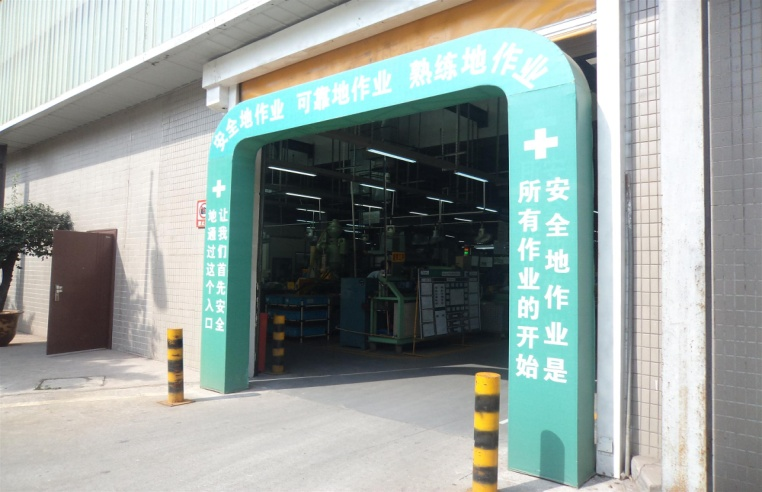 安全地作业 可靠地作业 熟练地作业
让我们首先安全
地通过这个入口
安全地作业是
所有作业的开始